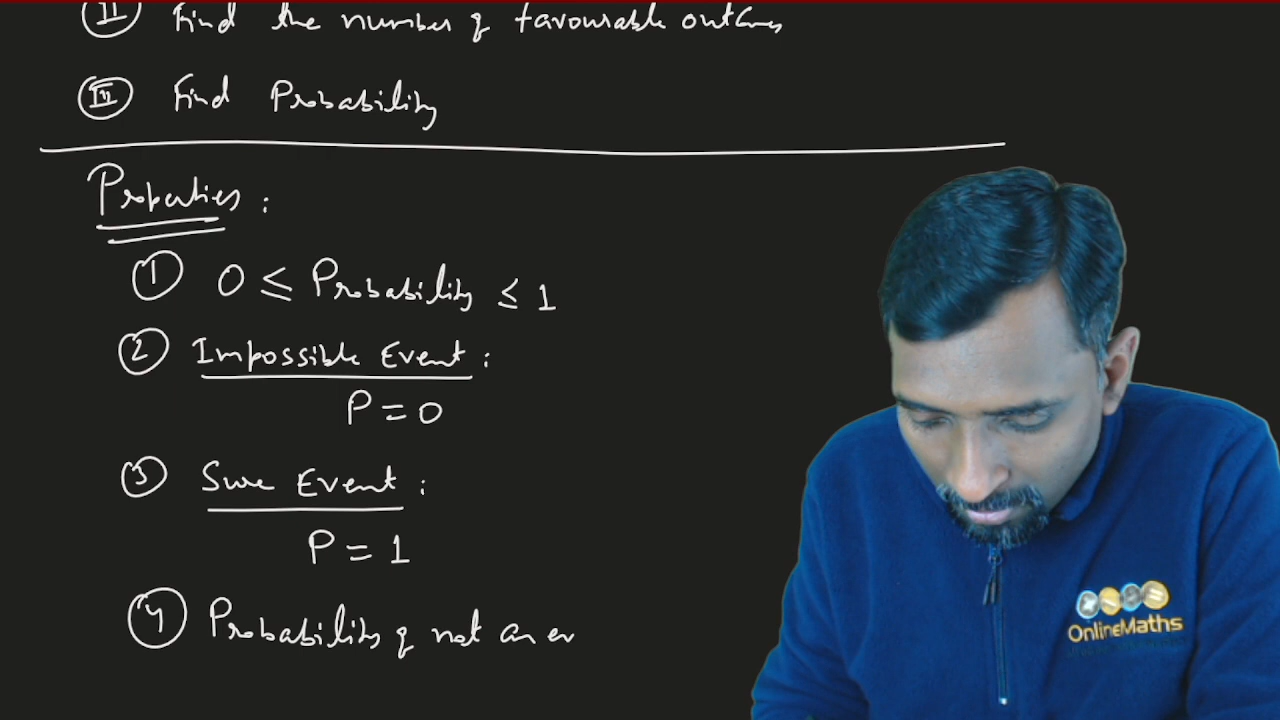 II Find the number of favourable outcomes
III Find Probability
Properties :
1 0 ≤ Probability ≤ 1
2 Impossible Event :
P = 0
3 Sure Event :
P = 1
4 Probability of not an ev
OnlineMaths